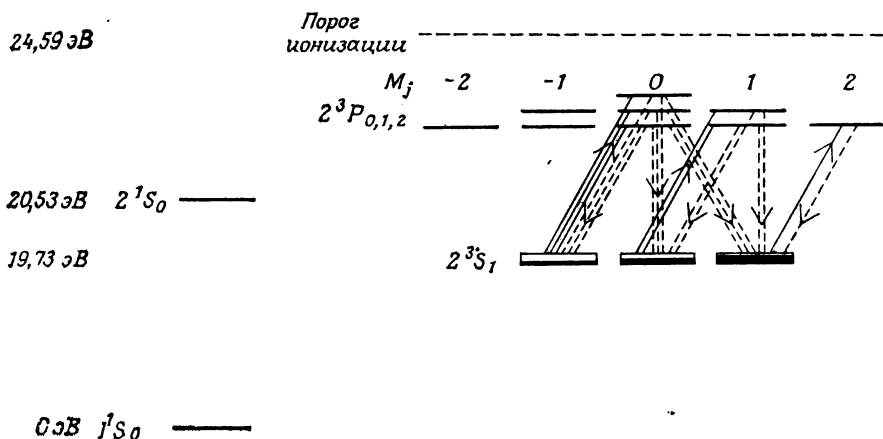 Порог
24,59 эВ ионизации
M_j -2 -1 0 1 2
2³P₀,₁,₂
20,53 эВ 2¹S₀
19,73 эВ 2³S₁
0 эВ 1¹S₀